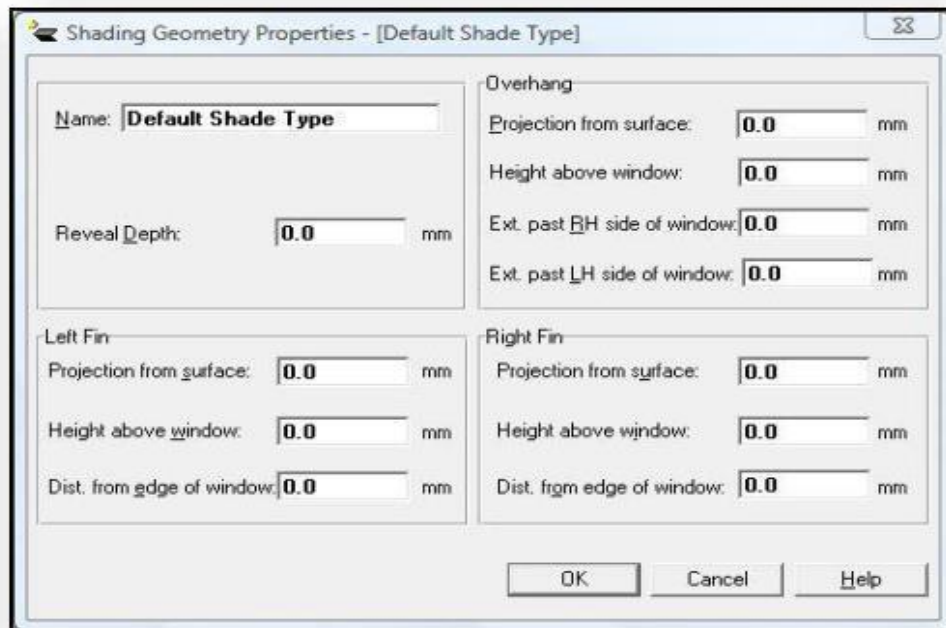 Shading Geometry Properties - [Default Shade Type]
Name: Default Shade Type
Reveal Depth: 0.0 mm
Overhang
Projection from surface: 0.0 mm
Height above window: 0.0 mm
Ext. past RH side of window: 0.0 mm
Ext. past LH side of window: 0.0 mm
Left Fin
Projection from surface: 0.0 mm
Height above window: 0.0 mm
Dist. from edge of window: 0.0 mm
Right Fin
Projection from surface: 0.0 mm
Height above window: 0.0 mm
Dist. from edge of window: 0.0 mm
OK Cancel Help